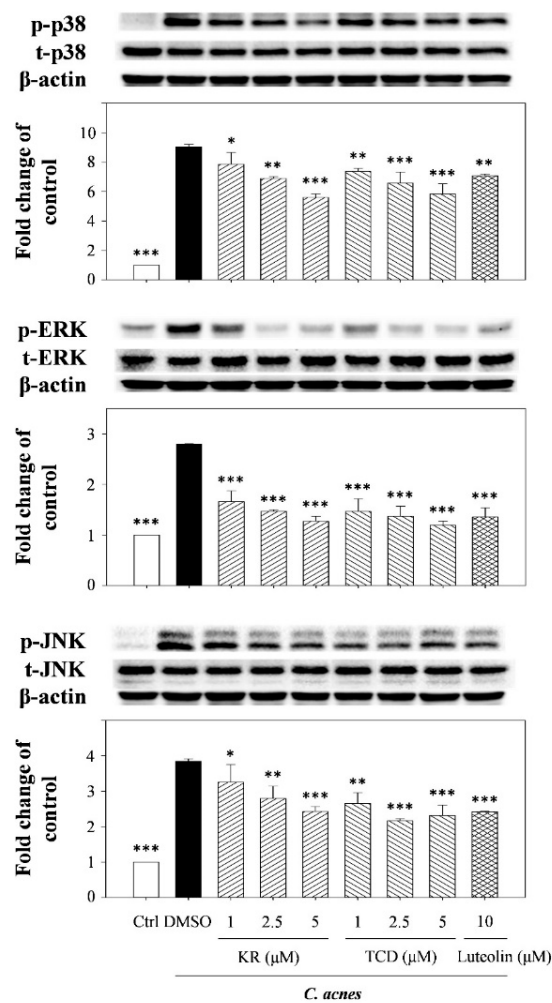 p-p38
t-p38
β-actin
Fold change of
control
10
8
6
4
2
0
***
*
**
***
**
***
***
**
p-ERK
t-ERK
β-actin
Fold change of
control
3
2
1
0
***
***
***
***
***
***
***
***
p-JNK
t-JNK
β-actin
Fold change of
control
4
3
2
1
0
***
*
**
***
**
***
***
***
Ctrl DMSO 1 2.5 5 1 2.5 5 10
KR (μM) TCD (μM) Luteolin (μM)
C. acnes